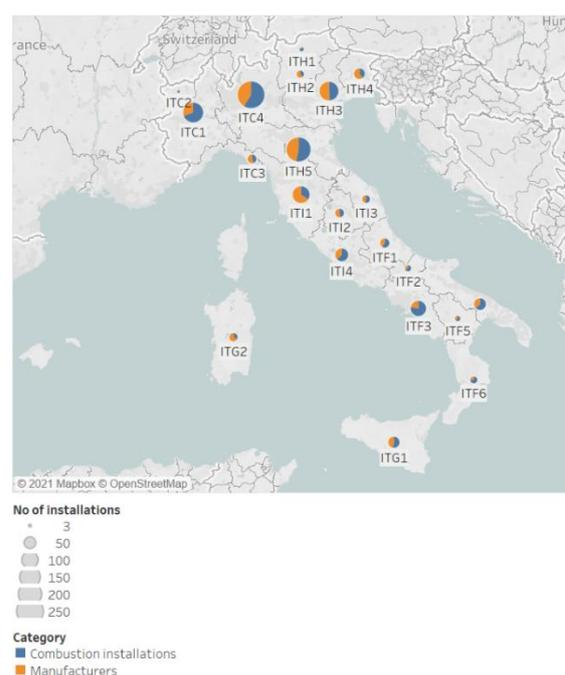 rance
Switzerland
Hun
ITH1
ITH2
ITH4
ITC2
ITC4
ITH3
ITC1
ITH5
ITC3
ITI1
ITI3
ITI2
ITF1
ITI4
ITF2
ITF3
ITF5
ITG2
ITF6
ITG1
© 2021 Mapbox © OpenStreetMap
No of installations
3
50
100
150
200
250
Category
Combustion installations
Manufacturers